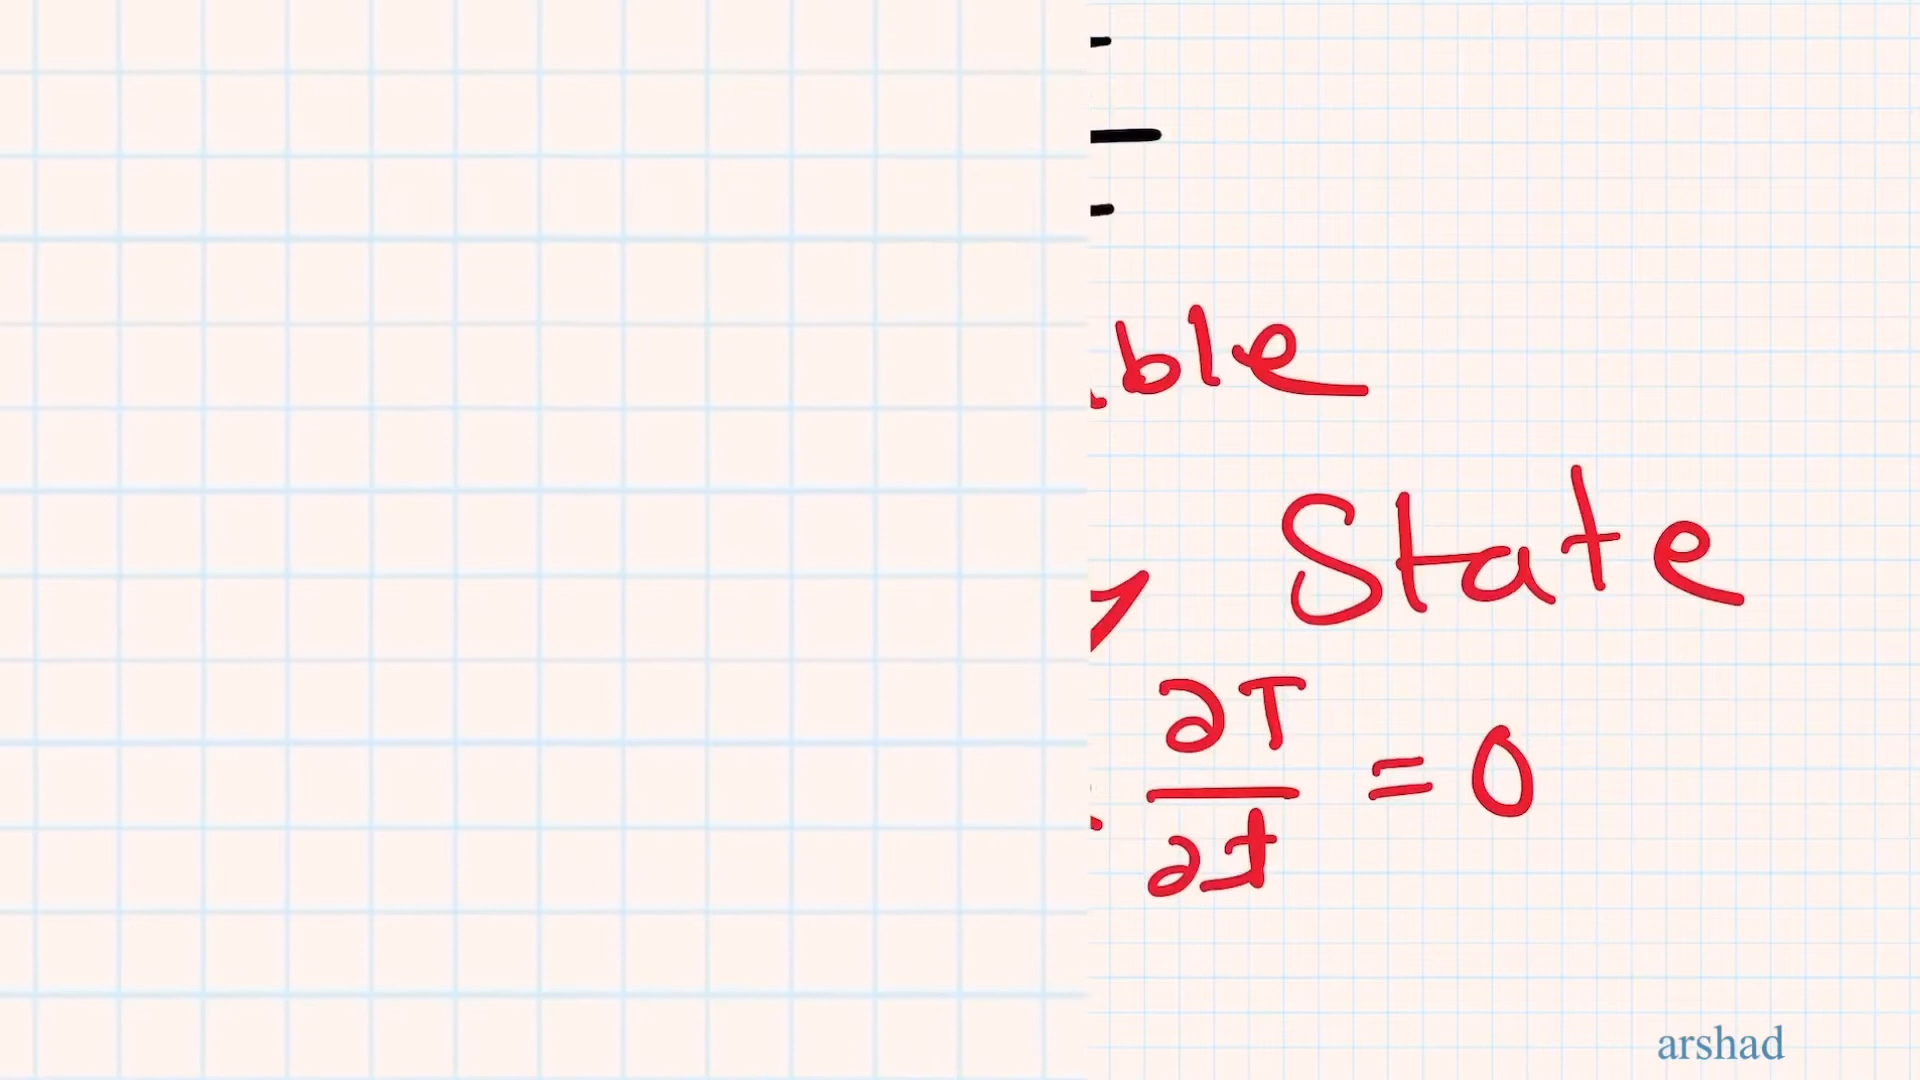 ble
y State
∂T/∂t = 0
arshad